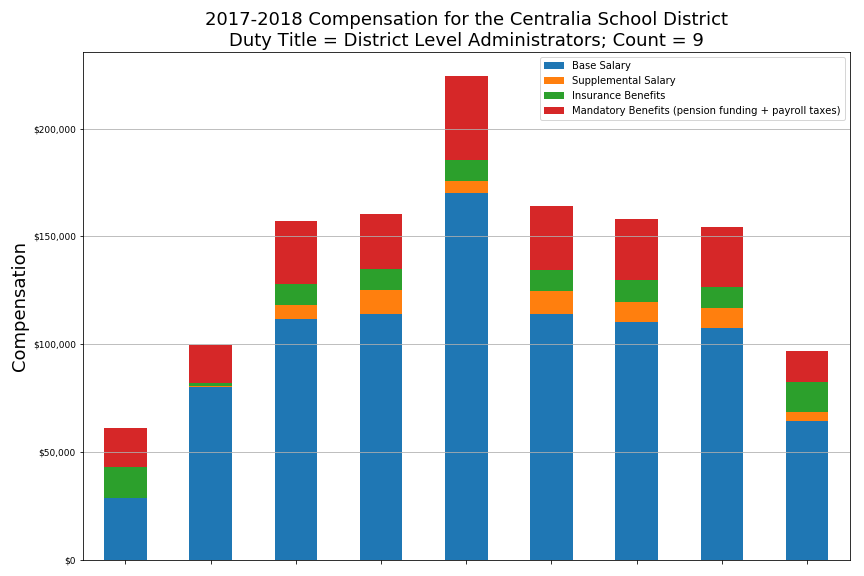 2017-2018 Compensation for the Centralia School District
Duty Title = District Level Administrators; Count = 9
Base Salary
Supplemental Salary
Insurance Benefits
Mandatory Benefits (pension funding + payroll taxes)
$200,000
$150,000
$100,000
$50,000
$0
Compensation